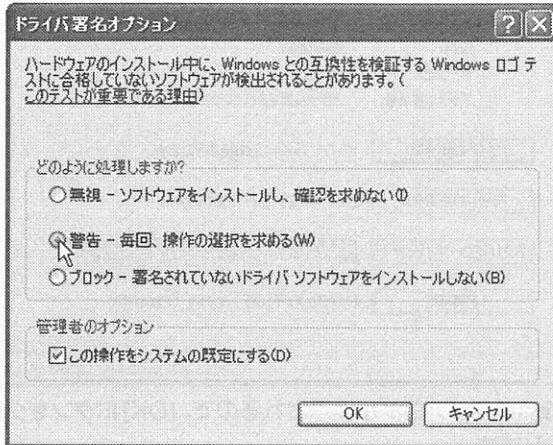 ドライバ署名オプション
ハードウェアのインストール中に、Windows との互換性を検証する Windows ロゴ テ
ストに合格していないソフトウェアが検出されることがあります。(
このテストが重要である理由)
どのように処理しますか?
無視 - ソフトウェアをインストールし、確認を求めない(I)
警告 - 毎回、操作の選択を求める(W)
ブロック - 署名されていないドライバ ソフトウェアをインストールしない(B)
管理者のオプション
この操作をシステムの既定にする(D)
OK
キャンセル